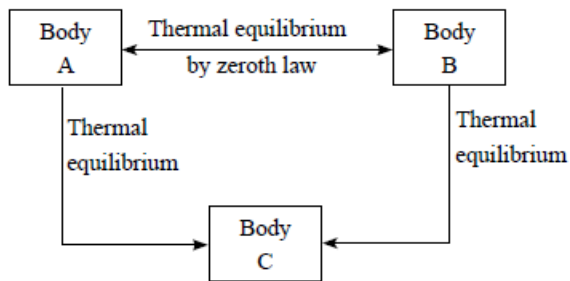 Body
A
Thermal equilibrium
by zeroth law
Body
B
Thermal
equilibrium
Thermal
equilibrium
Body
C